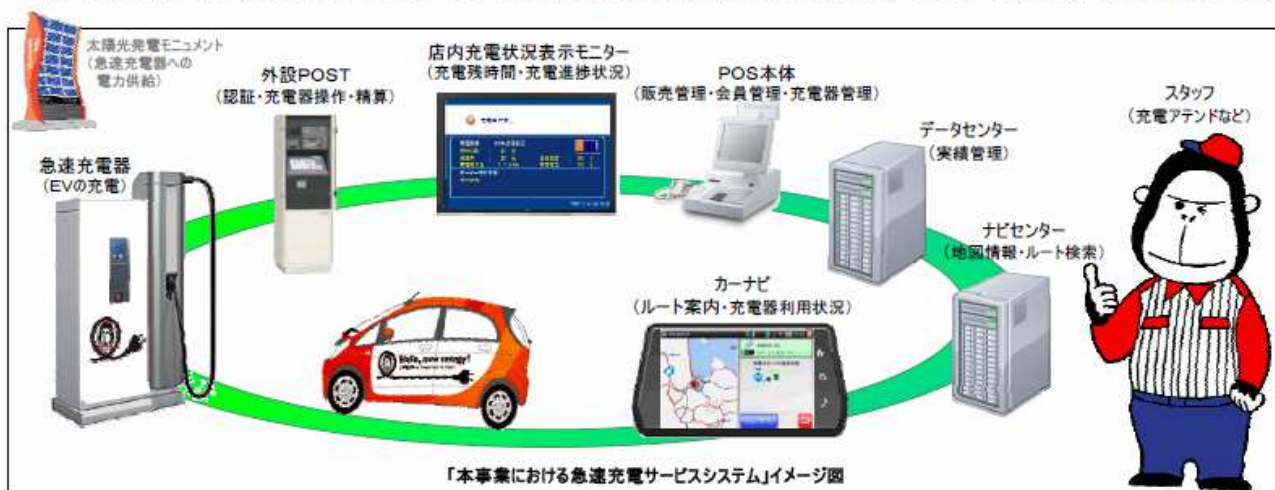 太陽光発電モニュメント
(急速充電器への
電力供給)
外設POST
(認証・充電器操作・精算)
店内充電状況表示モニター
(充電残時間・充電進捗状況)
POS本体
(販売管理・会員管理・充電器管理)
スタッフ
(充電アテンドなど)
データセンター
(実績管理)
急速充電器
(EVの充電)
ナビセンター
(地図情報・ルート検索)
カーナビ
(ルート案内・充電器利用状況)
Hello, new energy!
「本事業における急速充電サービスシステム」イメージ図